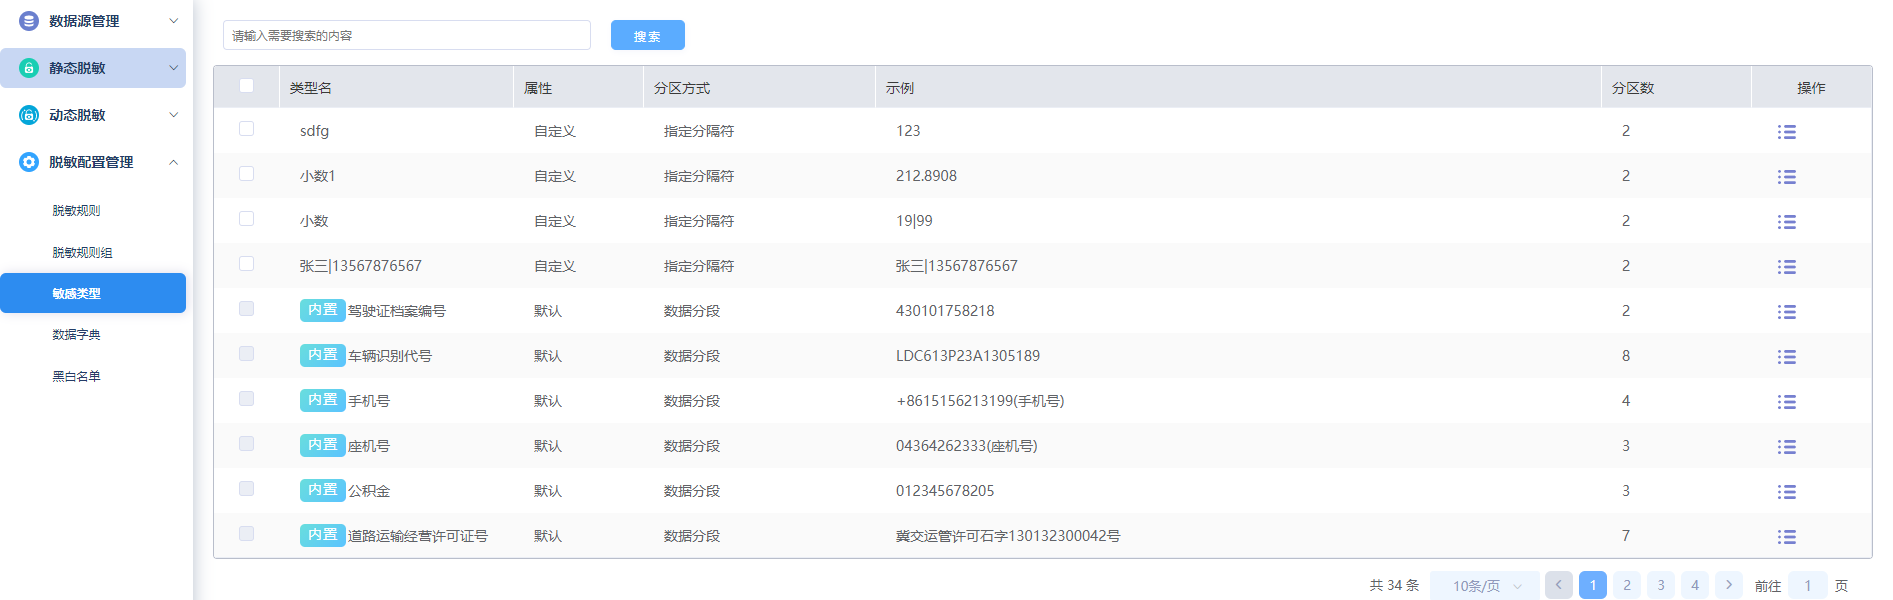 数据源管理
静态脱敏
动态脱敏
脱敏配置管理
脱敏规则
脱敏规则组
敏感类型
数据字典
黑白名单
请输入需要搜索的内容 搜索
类型名 属性 分区方式 示例 分区数 操作
sdfg 自定义 指定分隔符 123 2
小数1 自定义 指定分隔符 212.8908 2
小数 自定义 指定分隔符 19|99 2
张三|13567876567 自定义 指定分隔符 张三|13567876567 2
内置 驾驶证档案编号 默认 数据分段 430101758218 2
内置 车辆识别代号 默认 数据分段 LDC613P23A1305189 8
内置 手机号 默认 数据分段 +8615156213199(手机号) 4
内置 座机号 默认 数据分段 04364262333(座机号) 3
内置 公积金 默认 数据分段 012345678205 3
内置 道路运输经营许可证号 默认 数据分段 冀交运管许可石字130132300042号 7
共 34 条 10条/页 1 2 3 4 前往 1 页